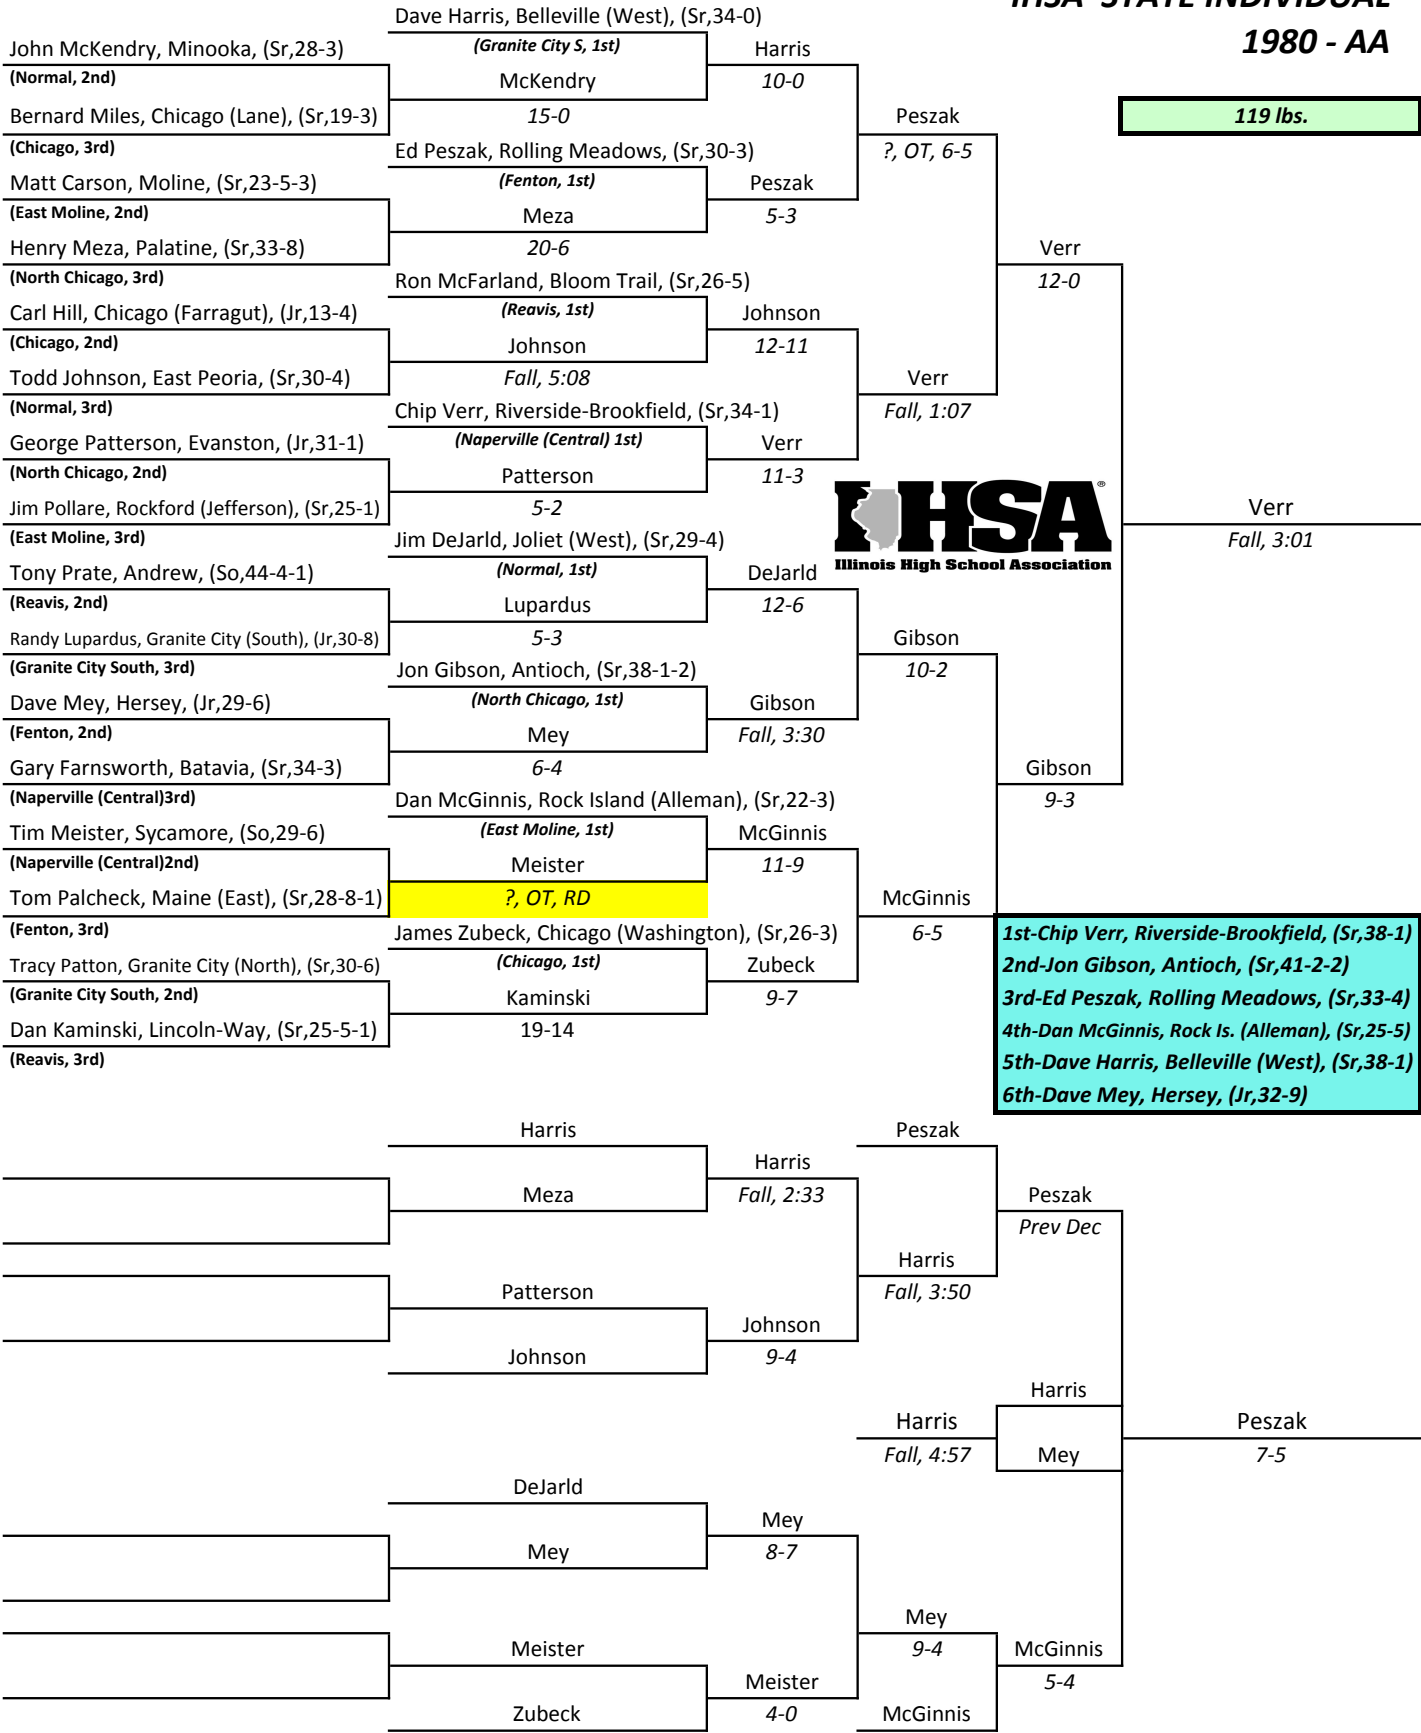 IHSA STATE INDIVIDUAL
1980 - AA
119 lbs.
Dave Harris, Belleville (West), (Sr,34-0)
John McKendry, Minooka, (Sr,28-3)
(Granite City S, 1st)
Harris
(Normal, 2nd)
McKendry
10-0
Bernard Miles, Chicago (Lane), (Sr,19-3)
15-0
Peszak
(Chicago, 3rd)
Ed Peszak, Rolling Meadows, (Sr,30-3)
?, OT, 6-5
Matt Carson, Moline, (Sr,23-5-3)
(Fenton, 1st)
Peszak
(East Moline, 2nd)
Meza
5-3
Henry Meza, Palatine, (Sr,33-8)
20-6
Verr
(North Chicago, 3rd)
Ron McFarland, Bloom Trail, (Sr,26-5)
12-0
Carl Hill, Chicago (Farragut), (Jr,13-4)
(Reavis, 1st)
Johnson
(Chicago, 2nd)
Johnson
12-11
Todd Johnson, East Peoria, (Sr,30-4)
Fall, 5:08
Verr
(Normal, 3rd)
Chip Verr, Riverside-Brookfield, (Sr,34-1)
Fall, 1:07
George Patterson, Evanston, (Jr,31-1)
(Naperville (Central) 1st)
Verr
(North Chicago, 2nd)
Patterson
11-3
Jim Pollare, Rockford (Jefferson), (Sr,25-1)
5-2
IHSA®
Verr
(East Moline, 3rd)
Jim DeJarld, Joliet (West), (Sr,29-4)
Fall, 3:01
Illinois High School Association
Tony Prate, Andrew, (So,44-4-1)
(Normal, 1st)
DeJarld
(Reavis, 2nd)
Lupardus
12-6
Randy Lupardus, Granite City (South), (Jr,30-8)
5-3
Gibson
(Granite City South, 3rd)
Jon Gibson, Antioch, (Sr,38-1-2)
10-2
Dave Mey, Hersey, (Jr,29-6)
(North Chicago, 1st)
Gibson
(Fenton, 2nd)
Mey
Fall, 3:30
Gary Farnsworth, Batavia, (Sr,34-3)
6-4
Gibson
(Naperville (Central)3rd)
Dan McGinnis, Rock Island (Alleman), (Sr,22-3)
9-3
Tim Meister, Sycamore, (So,29-6)
(East Moline, 1st)
McGinnis
(Naperville (Central)2nd)
Meister
11-9
Tom Palcheck, Maine (East), (Sr,28-8-1)
?, OT, RD
McGinnis
(Fenton, 3rd)
James Zubeck, Chicago (Washington), (Sr,26-3)
6-5
Tracy Patton, Granite City (North), (Sr,30-6)
(Chicago, 1st)
Zubeck
(Granite City South, 2nd)
Kaminski
9-7
Dan Kaminski, Lincoln-Way, (Sr,25-5-1)
19-14
(Reavis, 3rd)
1st-Chip Verr, Riverside-Brookfield, (Sr,38-1)
2nd-Jon Gibson, Antioch, (Sr,41-2-2)
3rd-Ed Peszak, Rolling Meadows, (Sr,33-4)
4th-Dan McGinnis, Rock Is. (Alleman), (Sr,25-5)
5th-Dave Harris, Belleville (West), (Sr,38-1)
6th-Dave Mey, Hersey, (Jr,32-9)
Harris
Peszak
Harris
Meza
Fall, 2:33
Peszak
Prev Dec
Harris
Patterson
Fall, 3:50
Johnson
Johnson
9-4
Harris
Harris
Peszak
Fall, 4:57
Mey
7-5
DeJarld
Mey
Mey
8-7
Mey
Meister
9-4
McGinnis
Meister
5-4
Zubeck
4-0
McGinnis